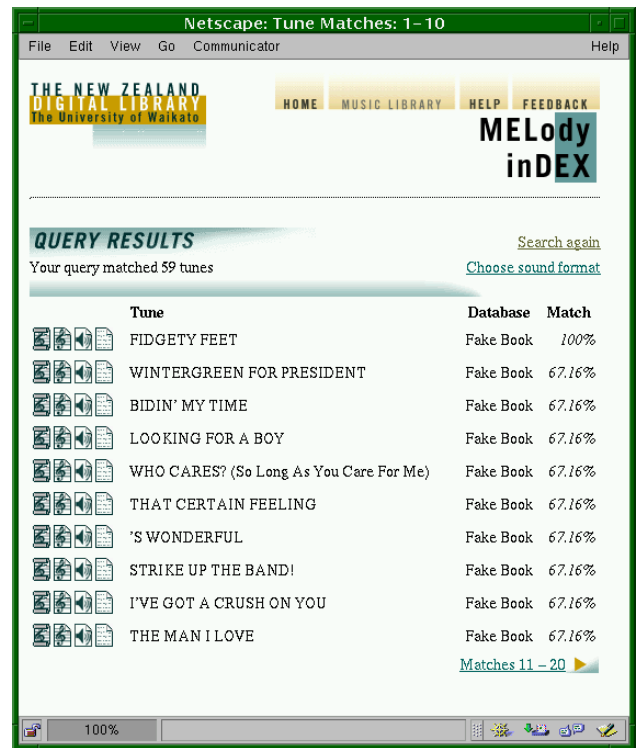 Netscape: Tune Matches: 1-10
File Edit View Go Communicator Help
THE NEW ZEALAND
DIGITAL LIBRARY
The University of Waikato
HOME MUSIC LIBRARY HELP FEEDBACK
MELody
inDEX
QUERY RESULTS
Search again
Your query matched 59 tunes
Choose sound format
Tune Database Match
FIDGETY FEET Fake Book 100%
WINTERGREEN FOR PRESIDENT Fake Book 67.16%
BIDIN' MY TIME Fake Book 67.16%
LOOKING FOR A BOY Fake Book 67.16%
WHO CARES? (So Long As You Care For Me) Fake Book 67.16%
THAT CERTAIN FEELING Fake Book 67.16%
'S WONDERFUL Fake Book 67.16%
STRIKE UP THE BAND! Fake Book 67.16%
I'VE GOT A CRUSH ON YOU Fake Book 67.16%
THE MAN I LOVE Fake Book 67.16%
Matches 11 – 20
100%